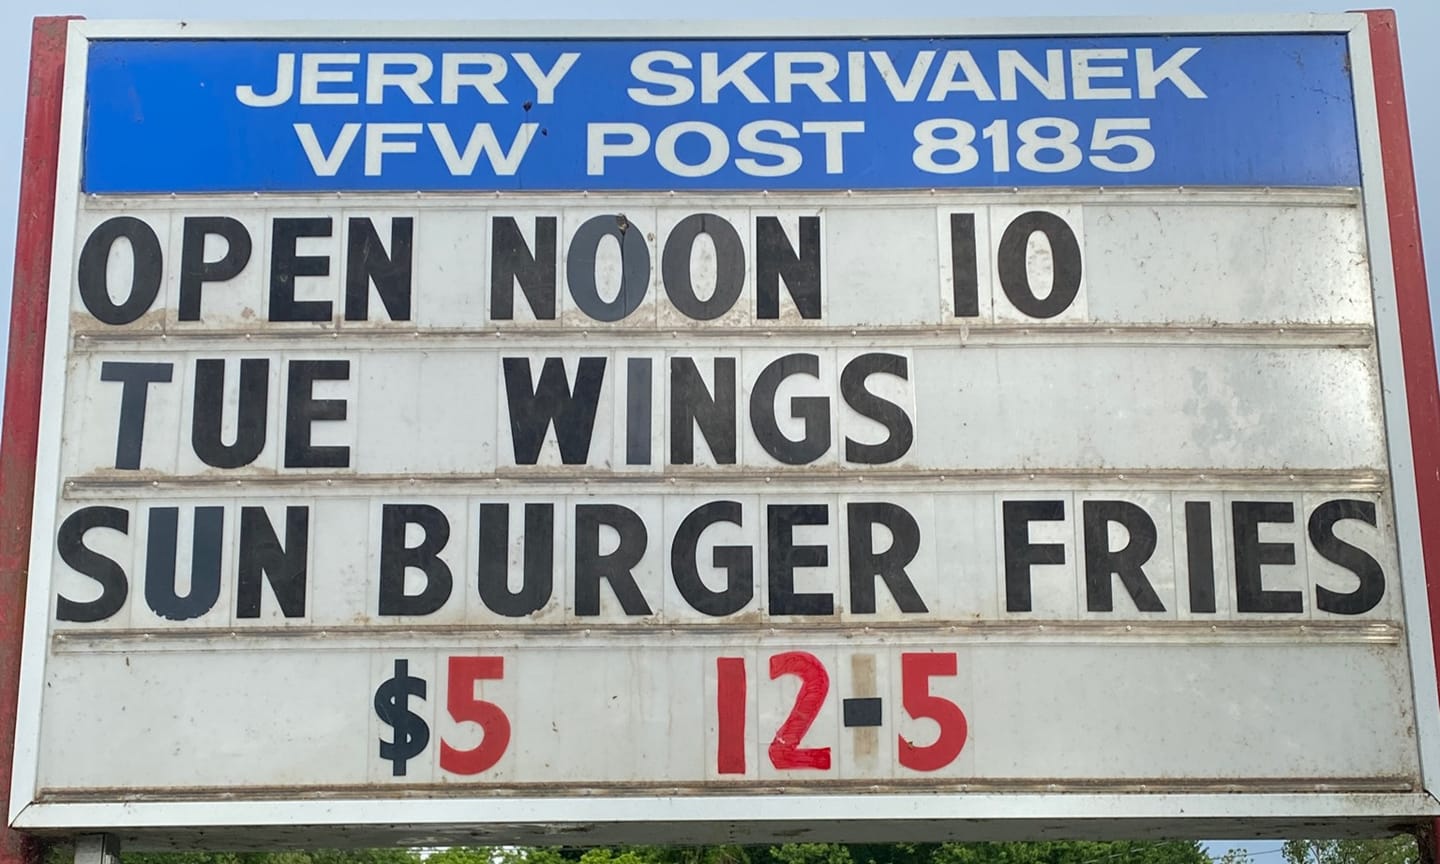 JERRY SKRIVANEK
VFW POST 8185
OPEN NOON 10
TUE WINGS
SUN BURGER FRIES
$5 12-5